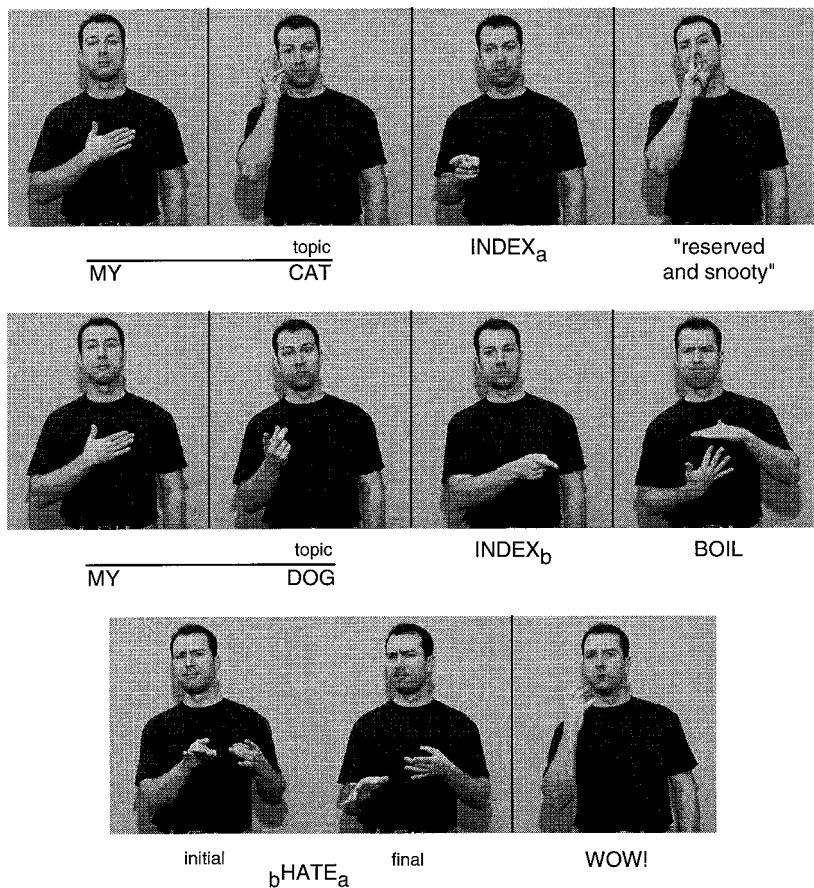 topic
MY CAT INDEXa "reserved
and snooty"
topic
MY DOG INDEXb BOIL
initial final WOW!
bHATEa